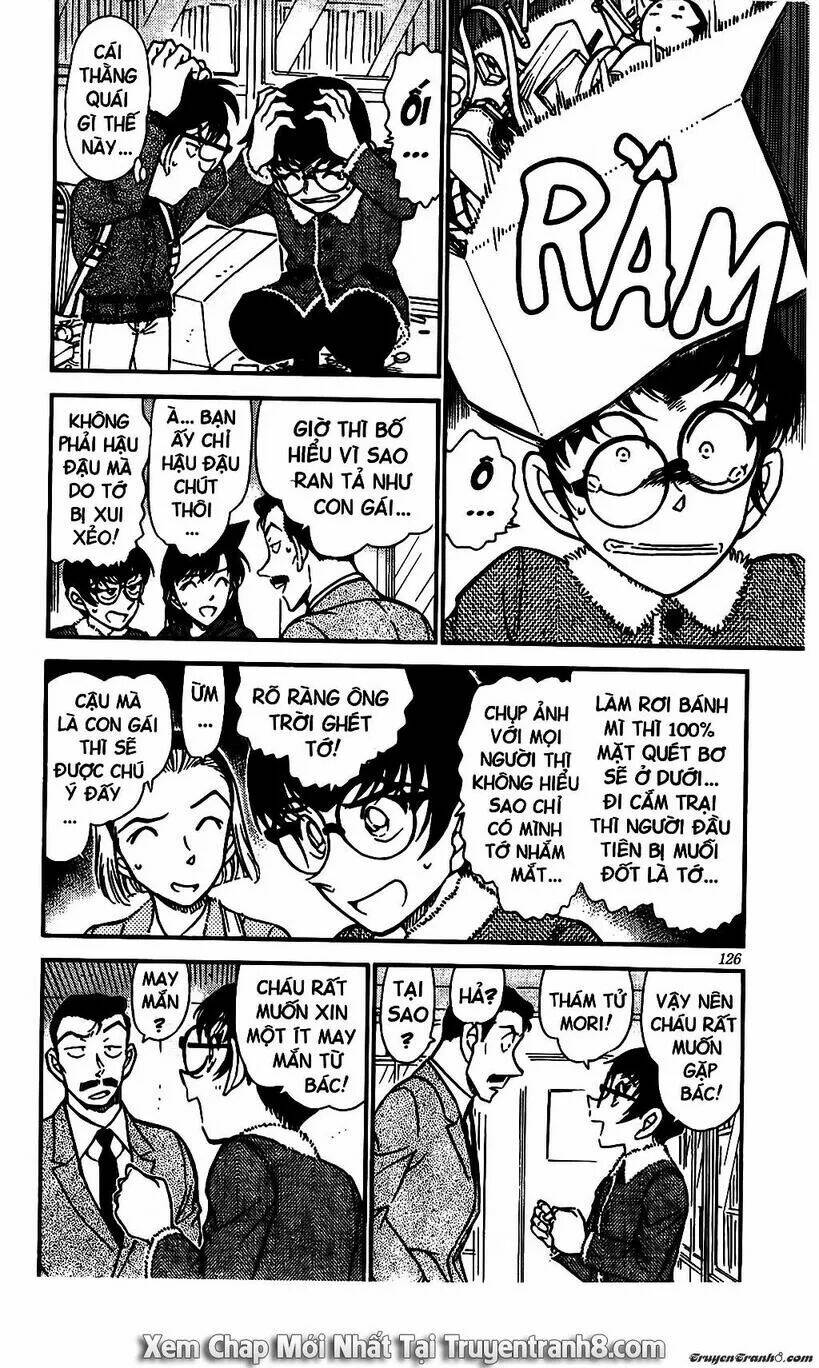 RẦM
Ô
...
ỐI
...
CÁI
THẰNG
QUÁI
GÌ THẾ
NÀY...
GIỜ THÌ BỐ
HIỂU VÌ SAO
RAN TẢ NHƯ
CON GÁI...
À... BẠN
ẤY CHỈ
HẬU ĐẬU
CHÚT
THÔI
...
KHÔNG
PHẢI HẬU
ĐẬU MÀ
DO TỚ
BỊ XUI
XẺO!
LÀM RƠI BÁNH
MÌ THÌ 100%
MẶT QUÉT BƠ
SẼ Ở DƯỚI...
ĐI CẮM TRẠI
THÌ NGƯỜI ĐẦU
TIÊN BỊ MUỖI
ĐỐT LÀ TỚ...
CHỤP ẢNH
VỚI MỌI
NGƯỜI THÌ
KHÔNG HIỂU
SAO CHỈ
CÓ MÌNH
TỚ NHẮM
MẮT...
RÕ RÀNG ÔNG
TRỜI GHÉT
TỚ!
ỪM
...
CẬU MÀ
LÀ CON GÁI
THÌ SẼ
ĐƯỢC CHÚ
Ý ĐẤY
...
126
VẬY NÊN
CHÁU RẤT
MUỐN
GẶP
BÁC!
THÁM TỬ
MORI!
HẢ?
TẠI
SAO
?
CHÁU RẤT
MUỐN XIN
MỘT ÍT MAY
MẮN TỪ
BÁC!
MAY
MẮN
?
Xem Chap Mới Nhất Tại Truyentranh8.com
TruyenTranh8.com